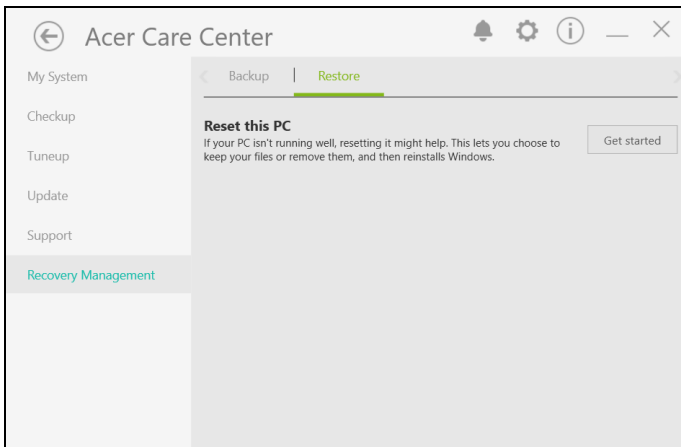 Acer Care Center
My System
Checkup
Tuneup
Update
Support
Recovery Management
Backup | Restore
Reset this PC
If your PC isn't running well, resetting it might help. This lets you choose to
keep your files or remove them, and then reinstalls Windows.
Get started